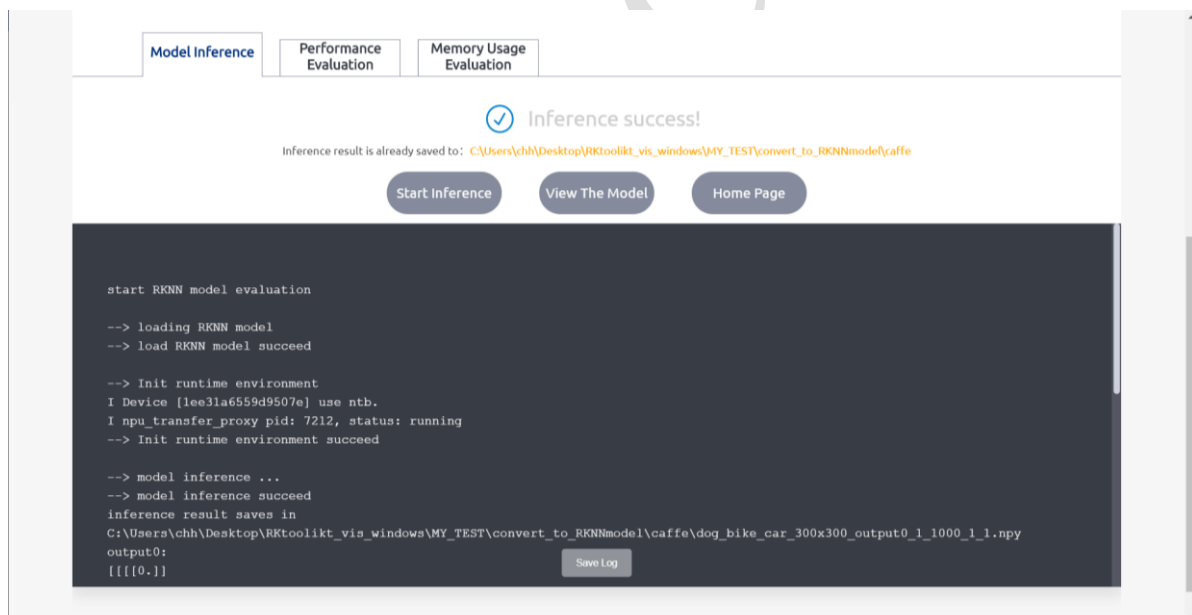 Model Inference
Performance
Evaluation
Memory Usage
Evaluation
Inference success!
Inference result is already saved to: C:\Users\chh\Desktop\RKtoolikt_vis_windows\MY_TEST\convert_to_RKNNmodel\caffe
Start Inference
View The Model
Home Page
start RKNN model evaluation
--> loading RKNN model
--> load RKNN model succeed
--> Init runtime environment
I Device [1ee31a6559d9507e] use ntb.
I npu_transfer_proxy pid: 7212, status: running
--> Init runtime environment succeed
--> model inference ...
--> model inference succeed
inference result saves in
C:\Users\chh\Desktop\RKtoolikt_vis_windows\MY_TEST\convert_to_RKNNmodel\caffe\dog_bike_car_300x300_output0_1_1000_1_1.npy
output0:
[[[[0.]]
Save Log